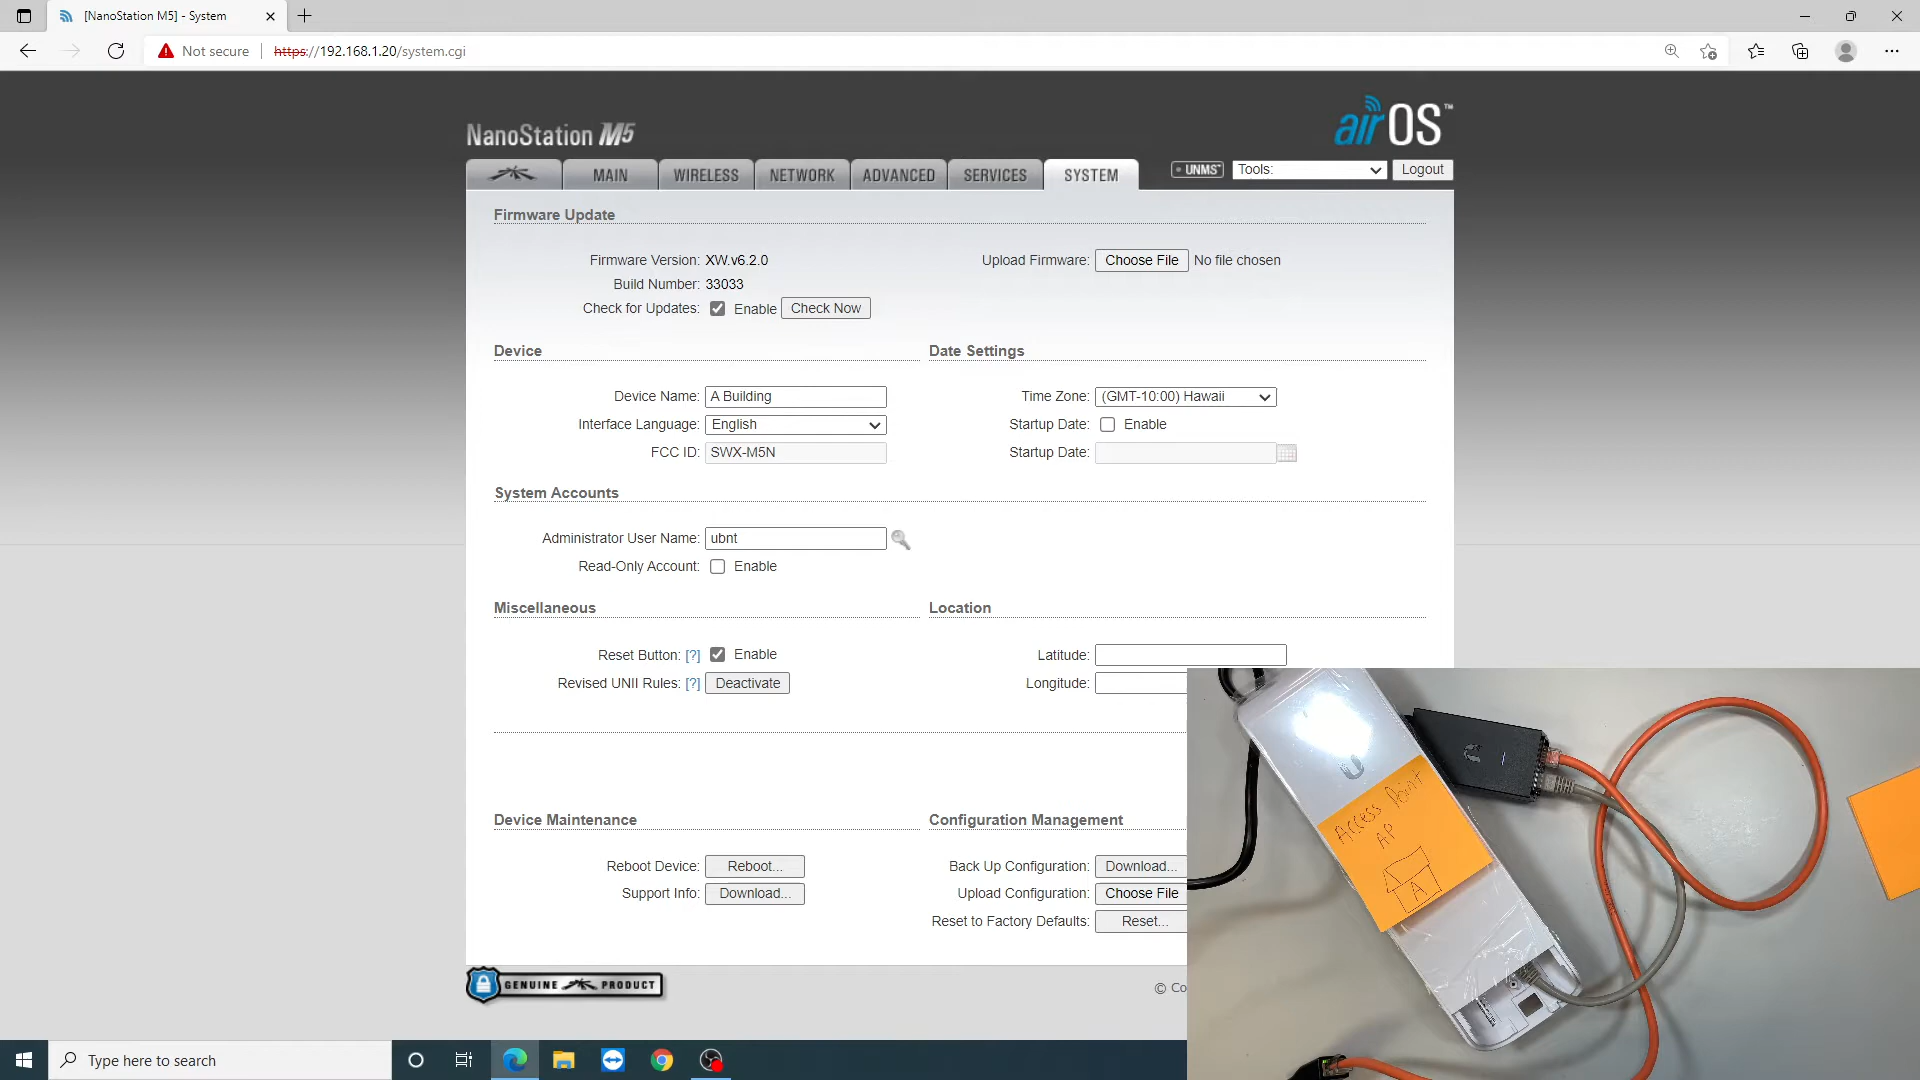 [NanoStation M5] - System
Not secure
https://192.168.1.20/system.cgi
NanoStation M5
airOS™
MAIN
WIRELESS
NETWORK
ADVANCED
SERVICES
SYSTEM
UNMS™
Tools:
Logout
Firmware Update
Firmware Version: XW.v6.2.0
Upload Firmware: Choose File No file chosen
Build Number: 33033
Check for Updates: Enable Check Now
Device
Date Settings
Device Name: A Building
Time Zone: (GMT-10:00) Hawaii
Interface Language: English
Startup Date: Enable
FCC ID: SWX-M5N
Startup Date:
System Accounts
Administrator User Name: ubnt
Read-Only Account: Enable
Miscellaneous
Location
Reset Button: [?] Enable
Latitude:
Revised UNII Rules: [?] Deactivate
Longitude:
Device Maintenance
Configuration Management
Reboot Device: Reboot...
Back Up Configuration: Download...
Support Info: Download...
Upload Configuration: Choose File
Reset to Factory Defaults: Reset...
GENUINE PRODUCT
© Co
Access Point
AP
A
Type here to search